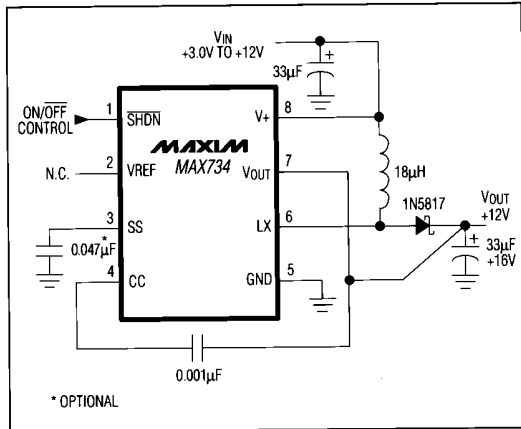 VIN
+3.0V TO +12V
33µF
+
ON/OFF
CONTROL
1
SHDN
V+
8
MAXIM
MAX734
N.C.
2
VREF
VOUT
7
18µH
1N5817
VOUT
+12V
3
SS
LX
6
+
33µF
+16V
0.047µF*
4
CC
GND
5
0.001µF
* OPTIONAL